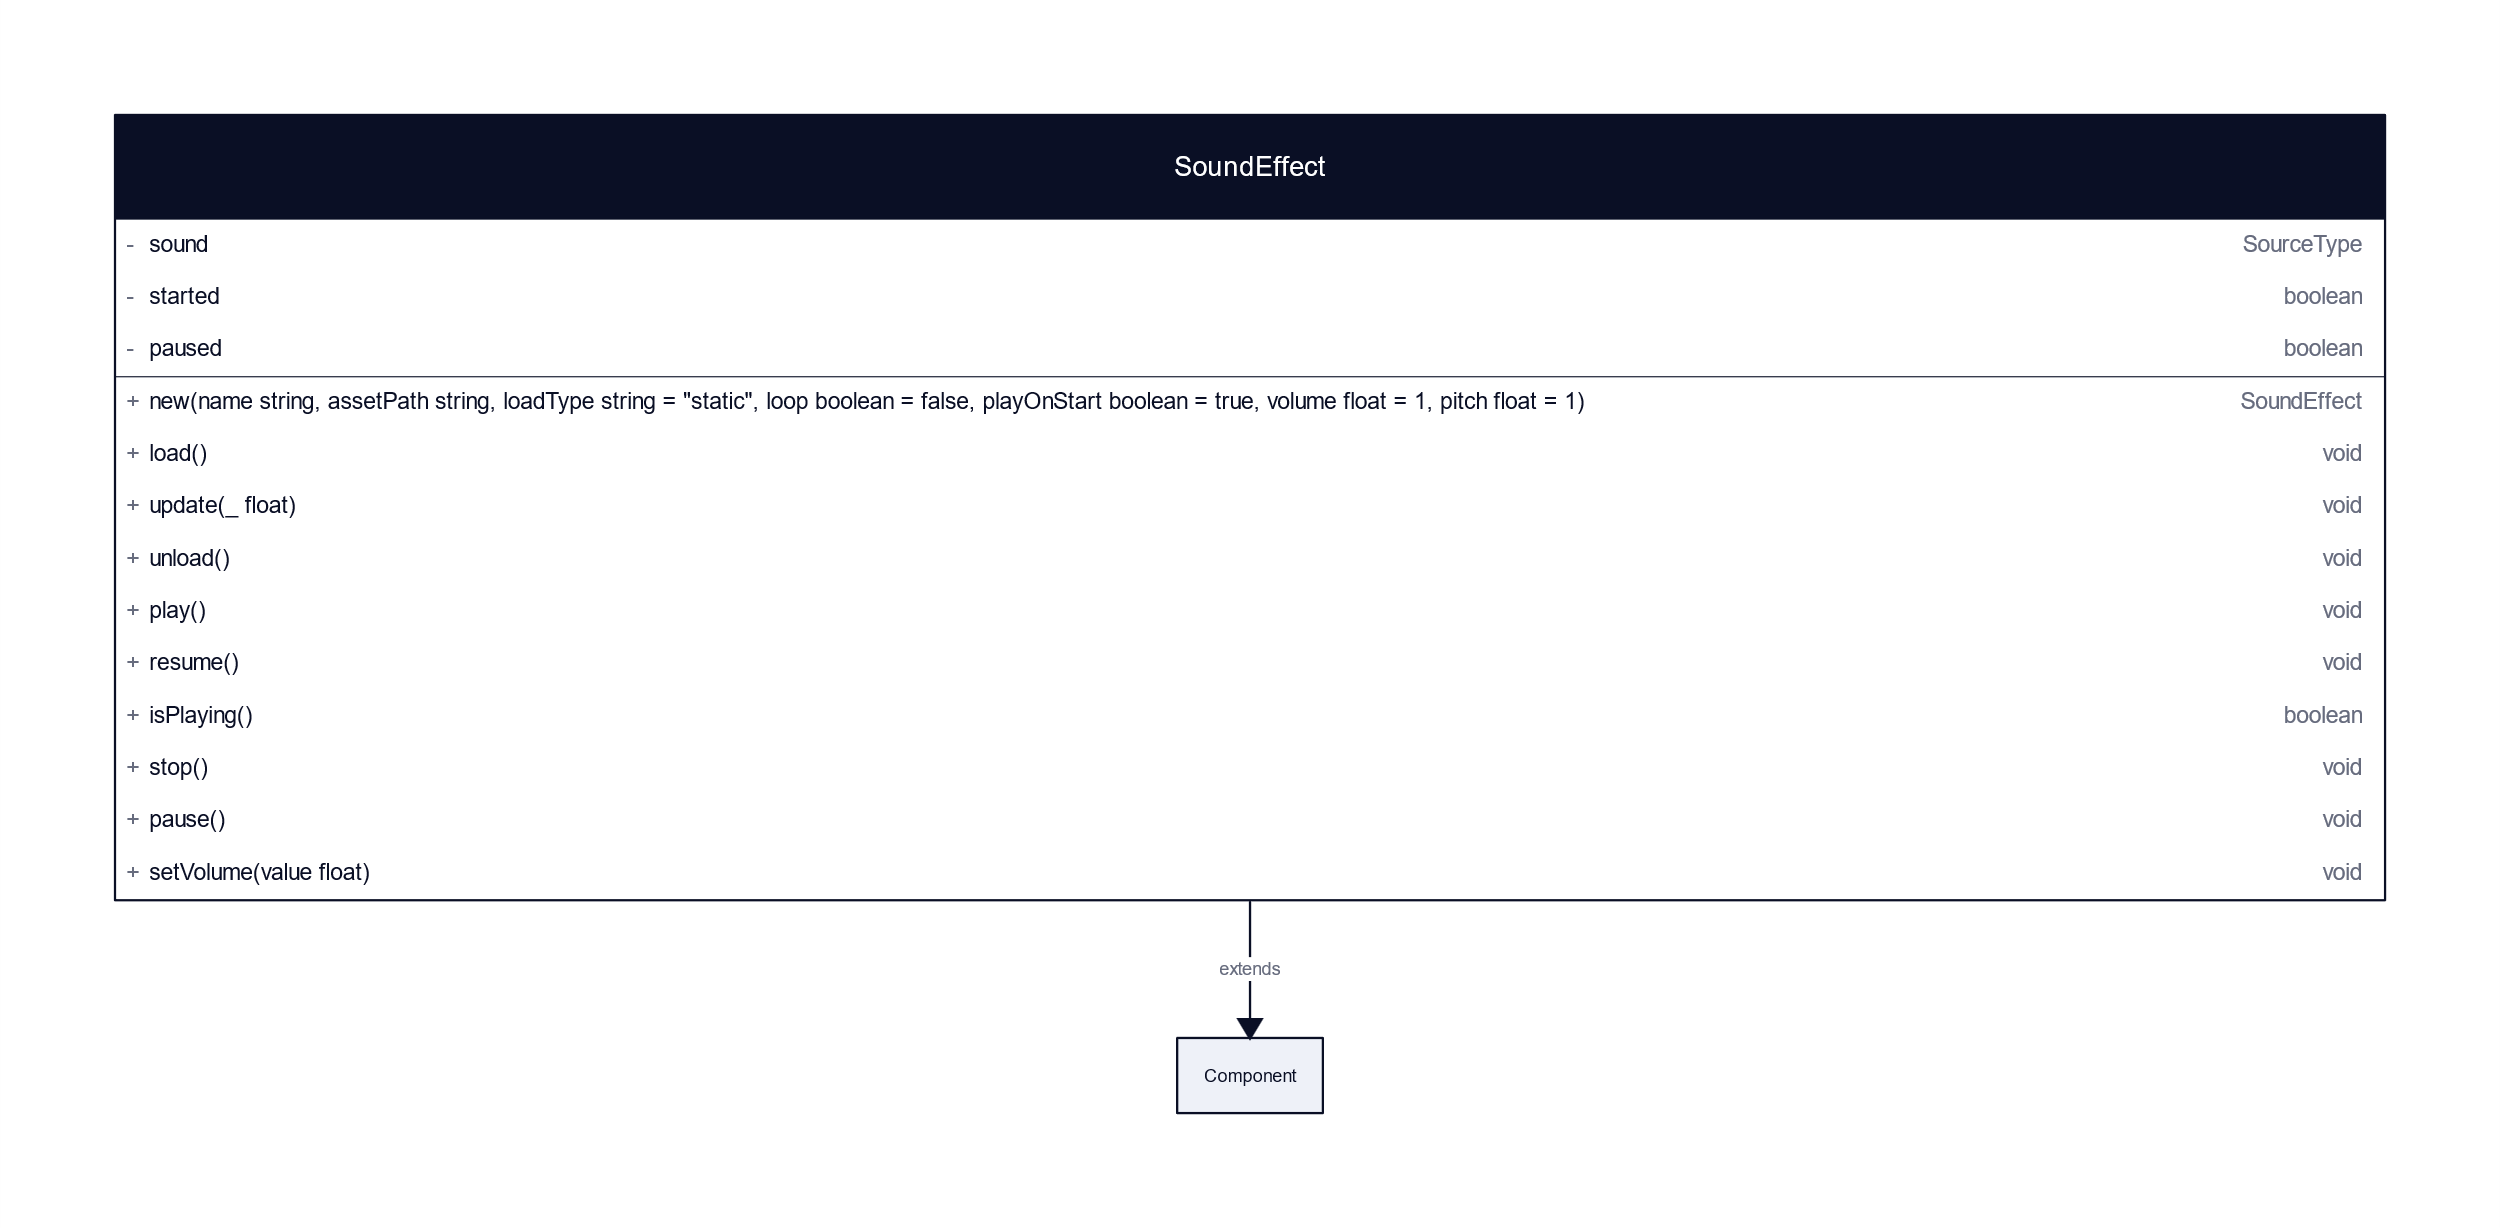 SoundEffect
- sound SourceType
- started boolean
- paused boolean
+ new(name string, assetPath string, loadType string = "static", loop boolean = false, playOnStart boolean = true, volume float = 1, pitch float = 1) SoundEffect
+ load() void
+ update(_ float) void
+ unload() void
+ play() void
+ resume() void
+ isPlaying() boolean
+ stop() void
+ pause() void
+ setVolume(value float) void
extends
Component